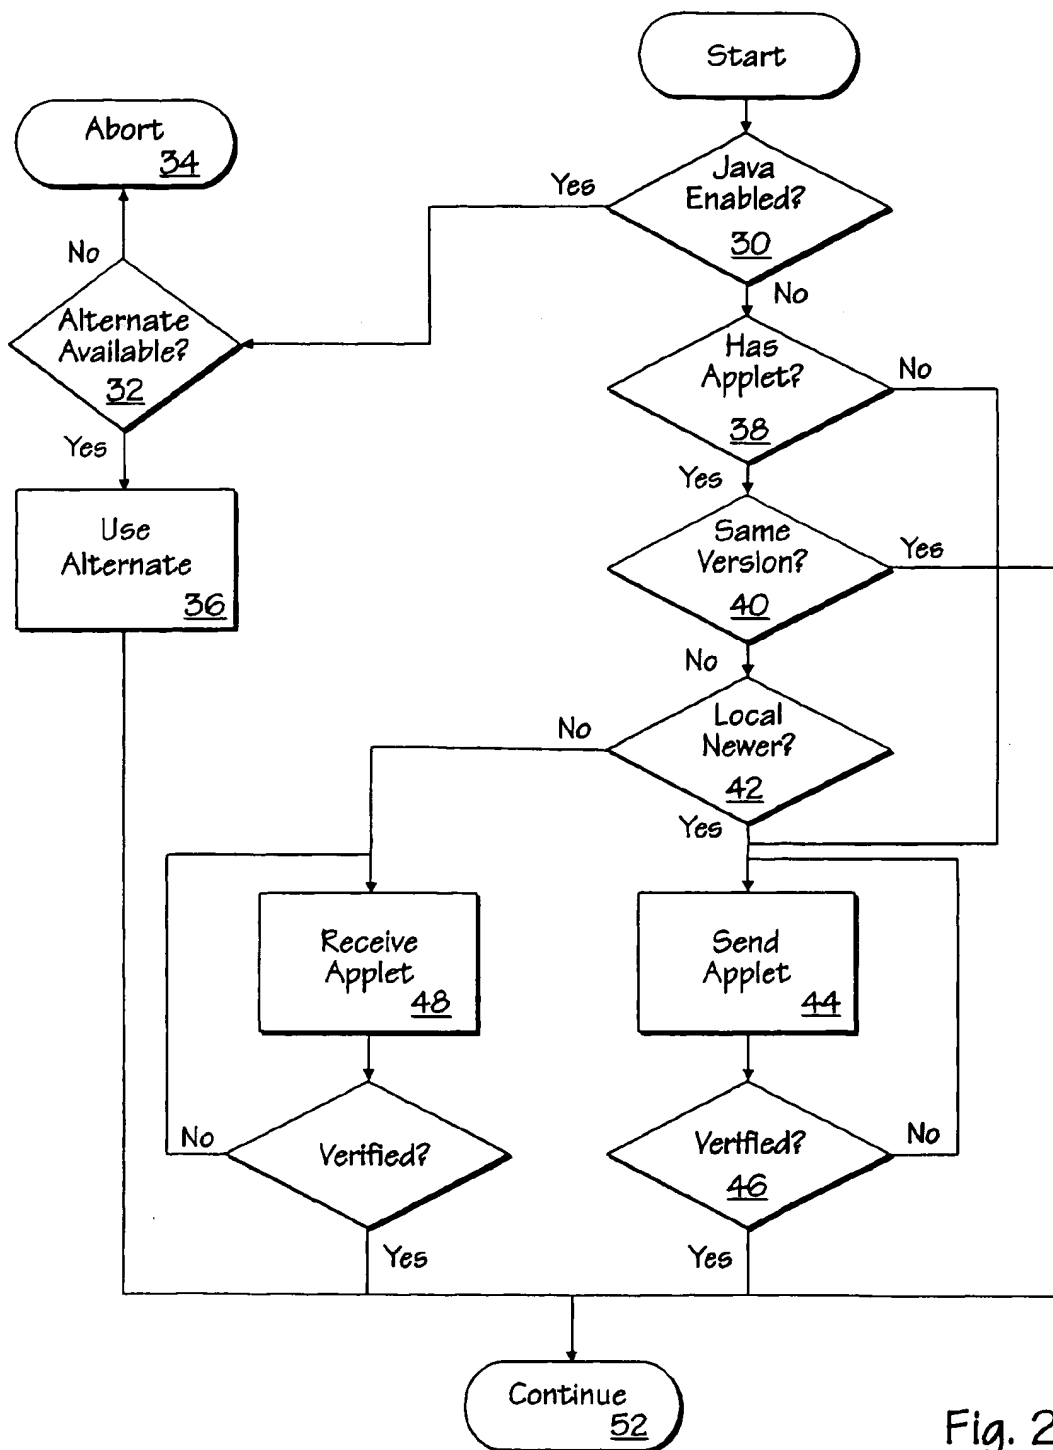 Start
Abort
34
Java
Enabled?
30
Yes
No
No
Alternate
Available?
32
Has
Applet?
38
No
Yes
Yes
Use
Alternate
36
Same
Version?
40
Yes
No
Local
Newer?
42
No
Yes
Receive
Applet
48
Send
Applet
44
No
Verified?
Verified?
46
No
Yes
Yes
Continue
52
Fig. 2